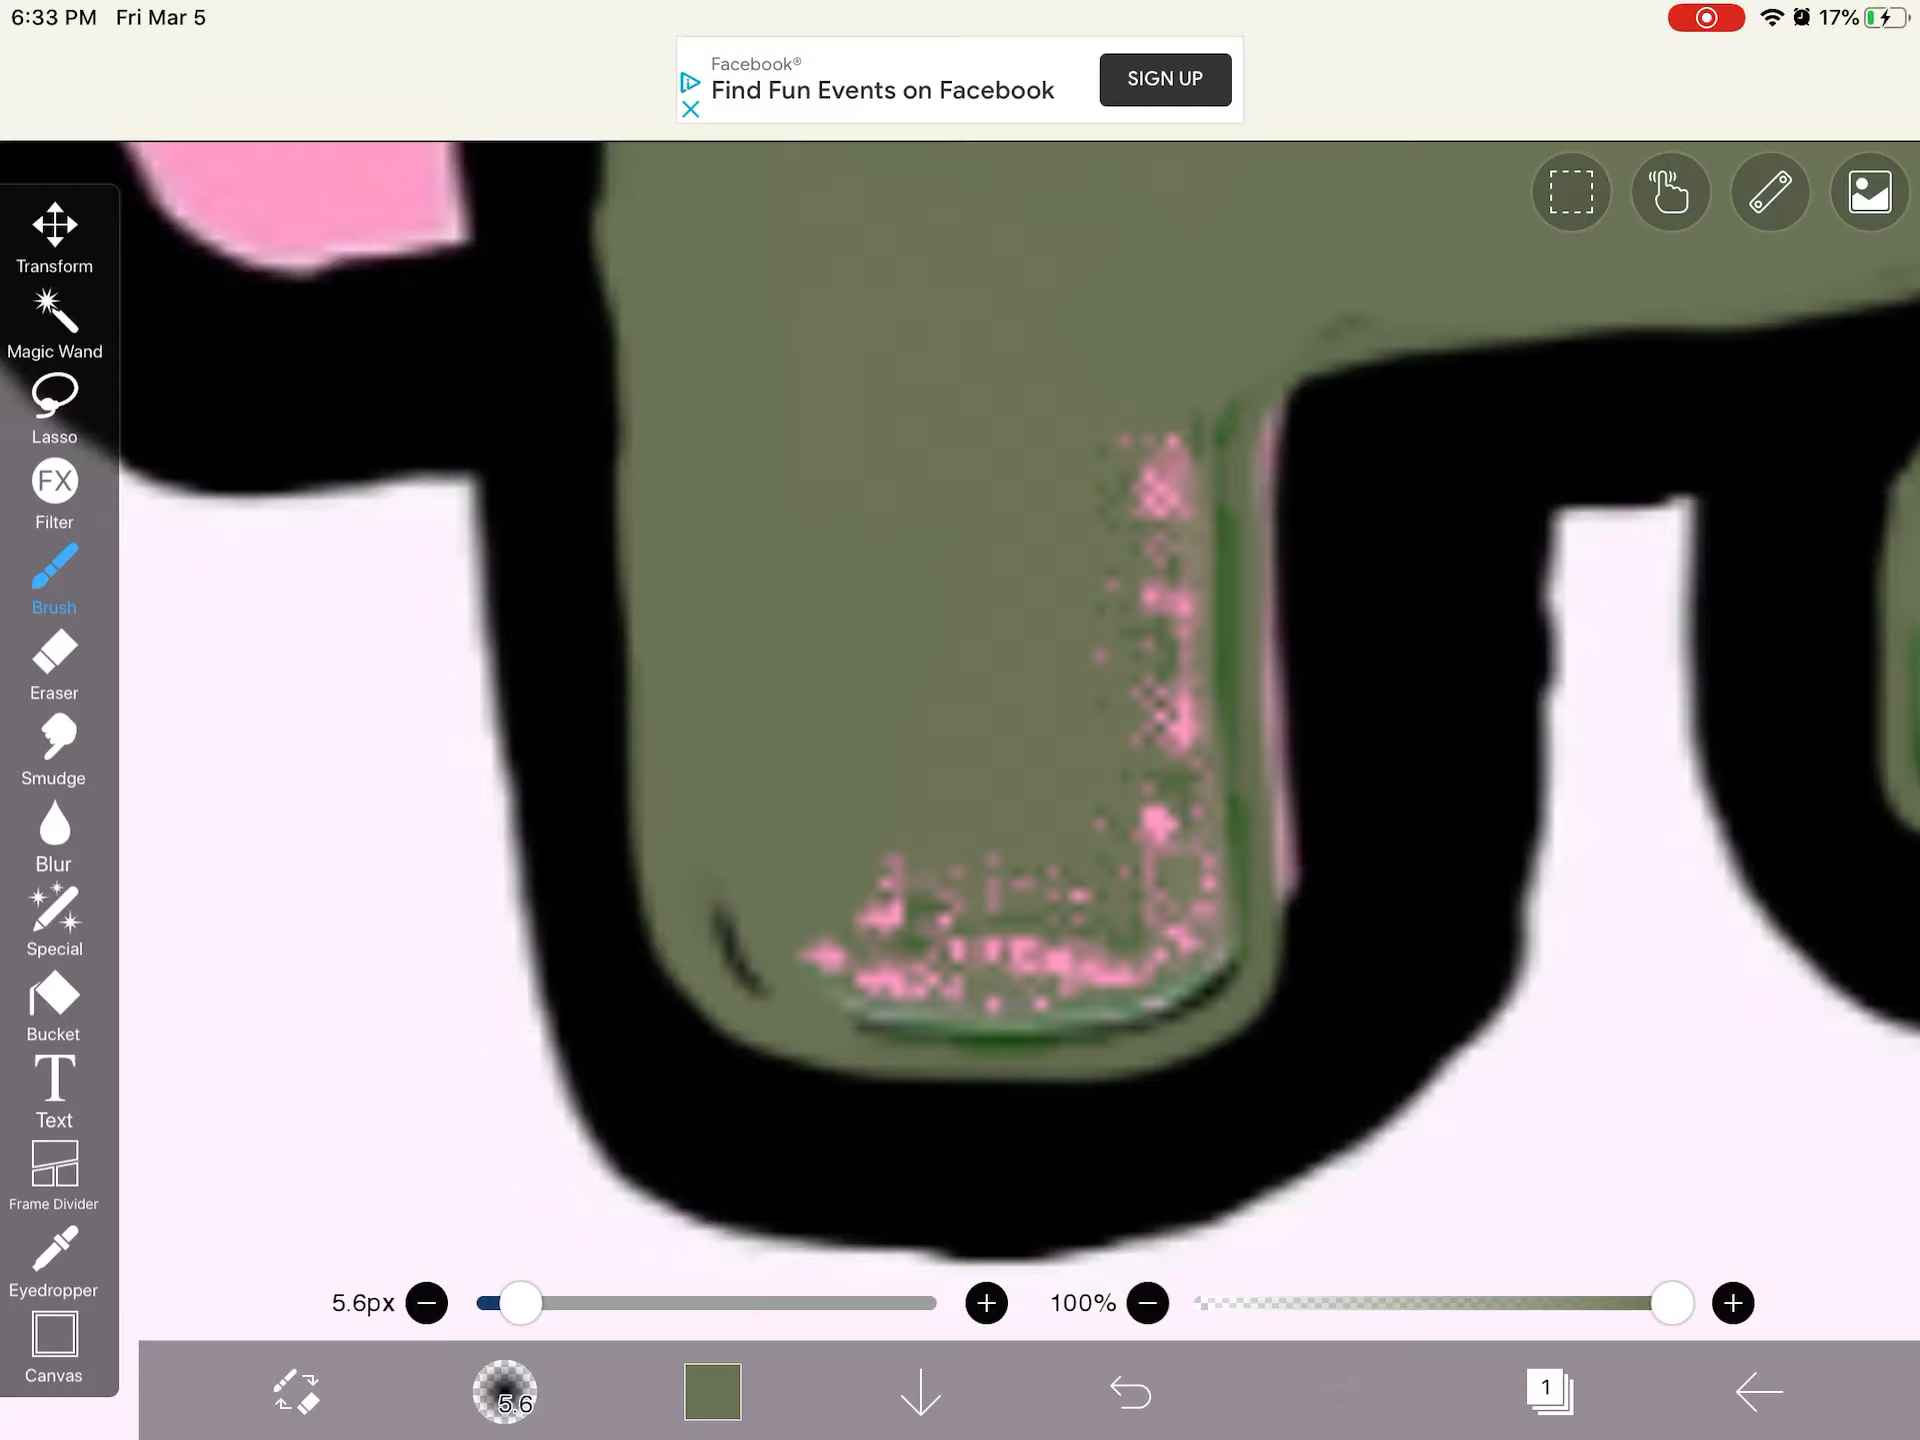 6:33 PM Fri Mar 5
17%
Facebook®
Find Fun Events on Facebook
SIGN UP
Transform
Magic Wand
Lasso
FX
Filter
Brush
Eraser
Smudge
Blur
Special
Bucket
T
Text
Frame Divider
Eyedropper
Canvas
5.6px
100%
5.6
1